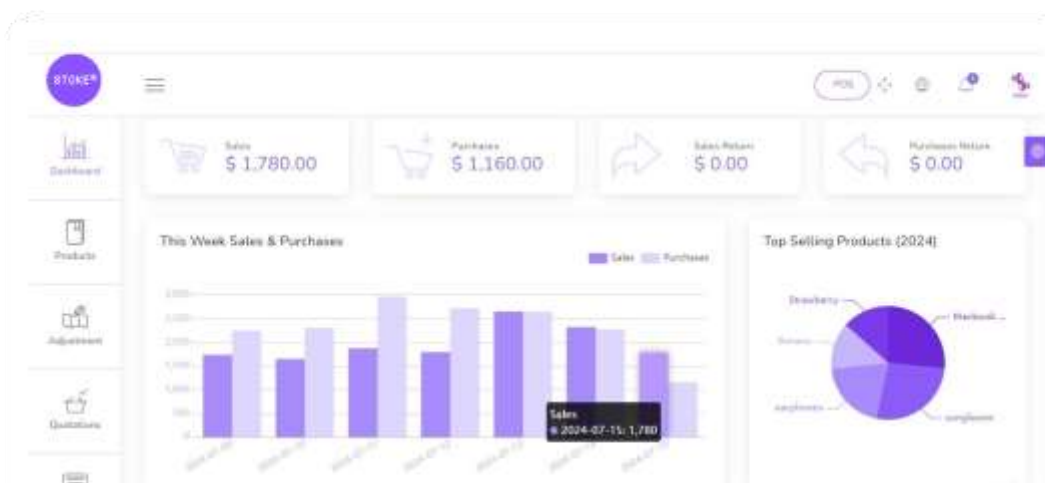 STOKE
POS
Dashboard
Products
Adjustment
Quotations
Sales
$ 1,780.00
Purchases
$ 1,160.00
Sales Return
$ 0.00
Purchases Return
$ 0.00
This Week Sales & Purchases
Sales
Purchases
500
0
Sales
2024-07-15: 1,780
Top Selling Products (2024)
Strawberry
sunglasses
earphones